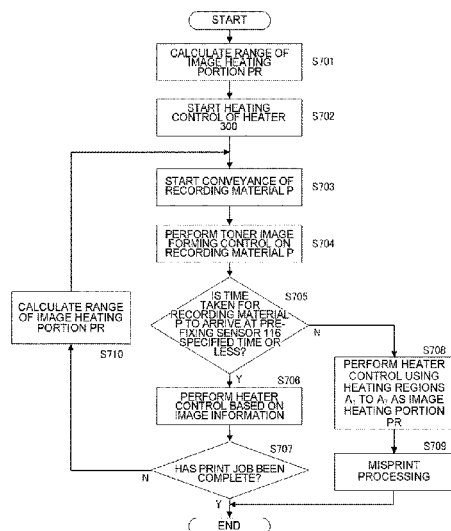 START
CALCULATE RANGE OF
IMAGE HEATING
PORTION PR
S701
START HEATING
CONTROL OF HEATER
300
S702
START CONVEYANCE OF
RECORDING MATERIAL P
S703
PERFORM TONER IMAGE
FORMING CONTROL ON
RECORDING MATERIAL P
S704
IS TIME
TAKEN FOR
RECORDING MATERIAL
P TO ARRIVE AT PRE-
FIXING SENSOR 116
SPECIFIED TIME OR
LESS?
S705
N
Y
CALCULATE RANGE
OF IMAGE HEATING
PORTION PR
S710
S706
PERFORM HEATER
CONTROL BASED ON
IMAGE INFORMATION
S708
PERFORM HEATER
CONTROL USING
HEATING REGIONS
A₁ TO A₇ AS IMAGE
HEATING PORTION
PR
S707
HAS PRINT JOB BEEN
COMPLETE?
N
Y
S709
MISPRINT
PROCESSING
END